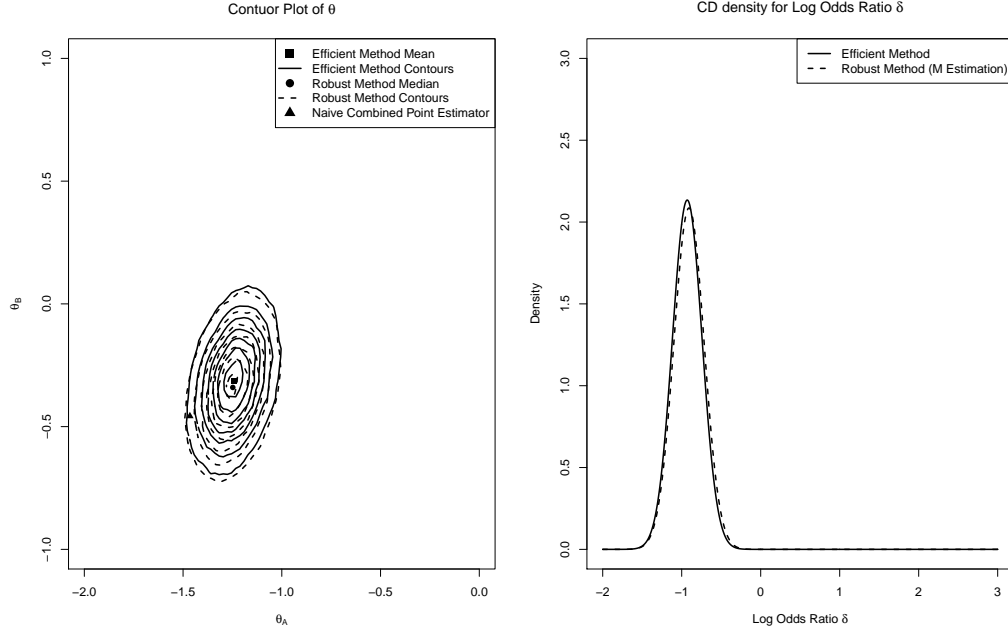 Contuor Plot of θ
1.0
0.5
0.0
−0.5
−1.0
θB
Efficient Method Mean
Efficient Method Contours
Robust Method Median
Robust Method Contours
Naive Combined Point Estimator
−2.0 −1.5 −1.0 −0.5 0.0
θA
CD density for Log Odds Ratio δ
3.0
2.5
2.0
1.5
1.0
0.5
0.0
Density
Efficient Method
Robust Method (M Estimation)
−2 −1 0 1 2 3
Log Odds Ratio δ